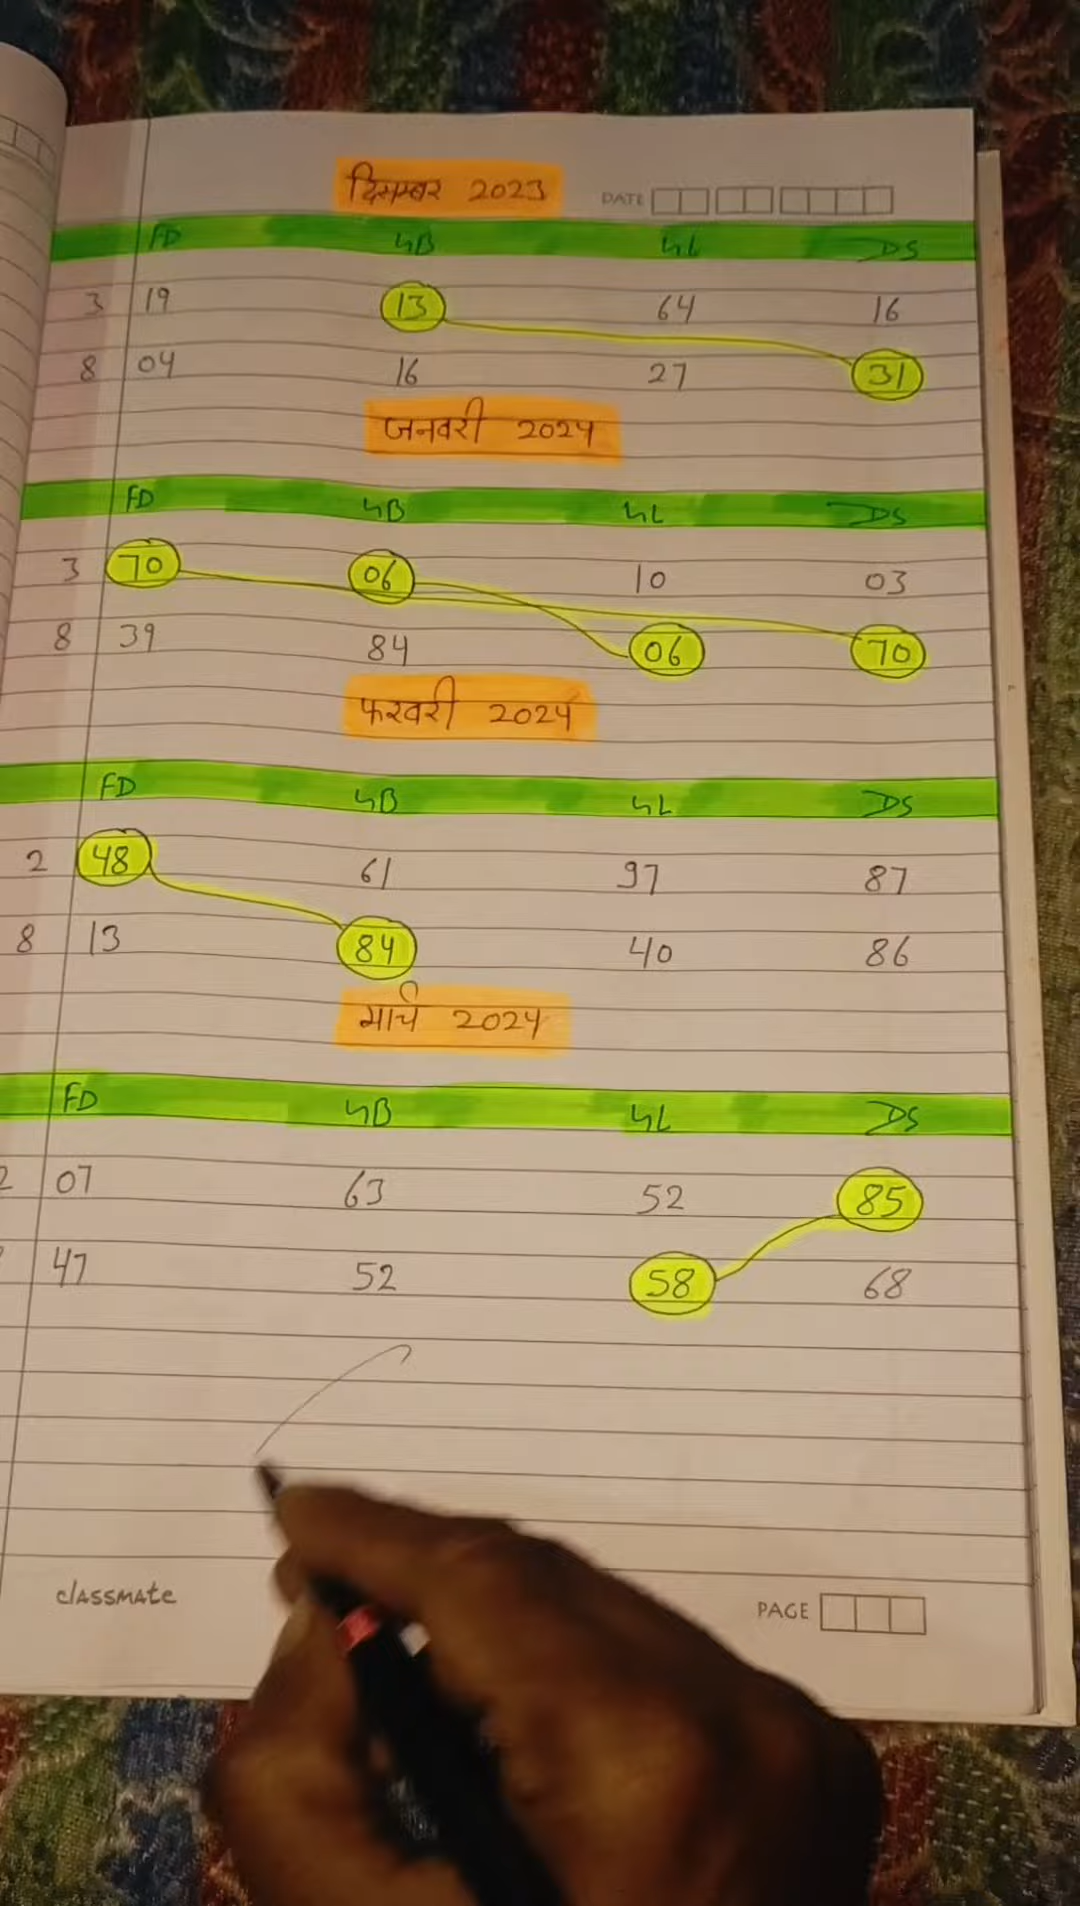 दिसम्बर 2023
DATE
FD GB GL DS
3 19 13 64 16
8 04 16 27 31
जनवरी 2024
FD GB GL DS
3 70 06 10 03
8 39 84 06 70
फरवरी 2024
FD GB GL DS
2 48 61 97 87
8 13 84 40 86
मार्च 2024
FD GB GL DS
2 07 63 52 85
47 52 58 68
classmate
PAGE